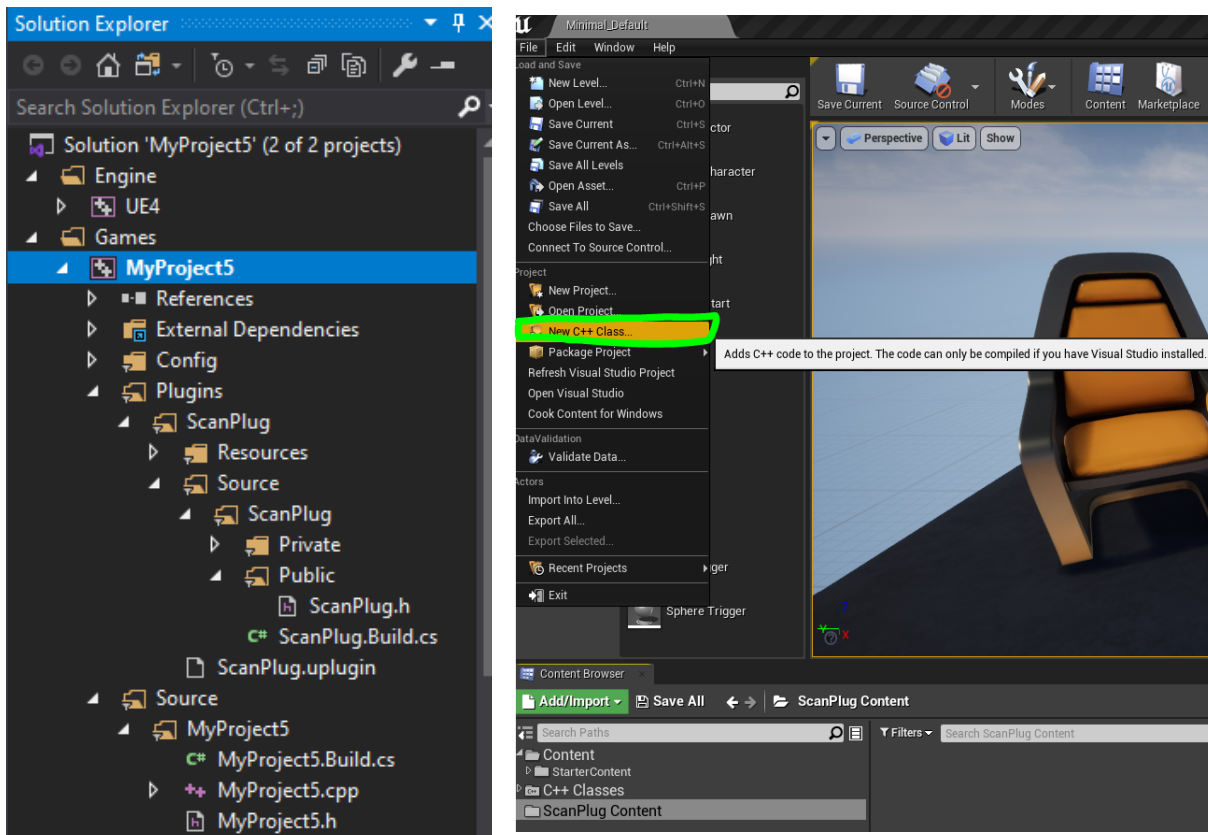 Solution Explorer
Search Solution Explorer (Ctrl+;)
Solution 'MyProject5' (2 of 2 projects)
Engine
UE4
Games
MyProject5
References
External Dependencies
Config
Plugins
ScanPlug
Resources
Source
ScanPlug
Private
Public
ScanPlug.h
C# ScanPlug.Build.cs
ScanPlug.uplugin
Source
MyProject5
C# MyProject5.Build.cs
++ MyProject5.cpp
MyProject5.h
Minimal_Default
File Edit Window Help
Load and Save
New Level... Ctrl+N
Open Level... Ctrl+O
Save Current Ctrl+S
Save Current As... Ctrl+Alt+S
Save All Levels
Open Asset... Ctrl+P
Save All Ctrl+Shift+S
Choose Files to Save...
Connect To Source Control...
Project
New Project...
Open Project...
New C++ Class...
Package Project
Refresh Visual Studio Project
Open Visual Studio
Cook Content for Windows
DataValidation
Validate Data...
Actors
Import Into Level...
Export All...
Export Selected...
Recent Projects
Exit
ctor
haracter
awn
ght
tart
ger
Sphere Trigger
Save Current Source Control Modes Content Marketplace
Perspective Lit Show
Adds C++ code to the project. The code can only be compiled if you have Visual Studio installed.
Z
Y X
Content Browser
Add/Import Save All ScanPlug Content
Search Paths Filters Search ScanPlug Content
Content
StarterContent
C++ Classes
ScanPlug Content